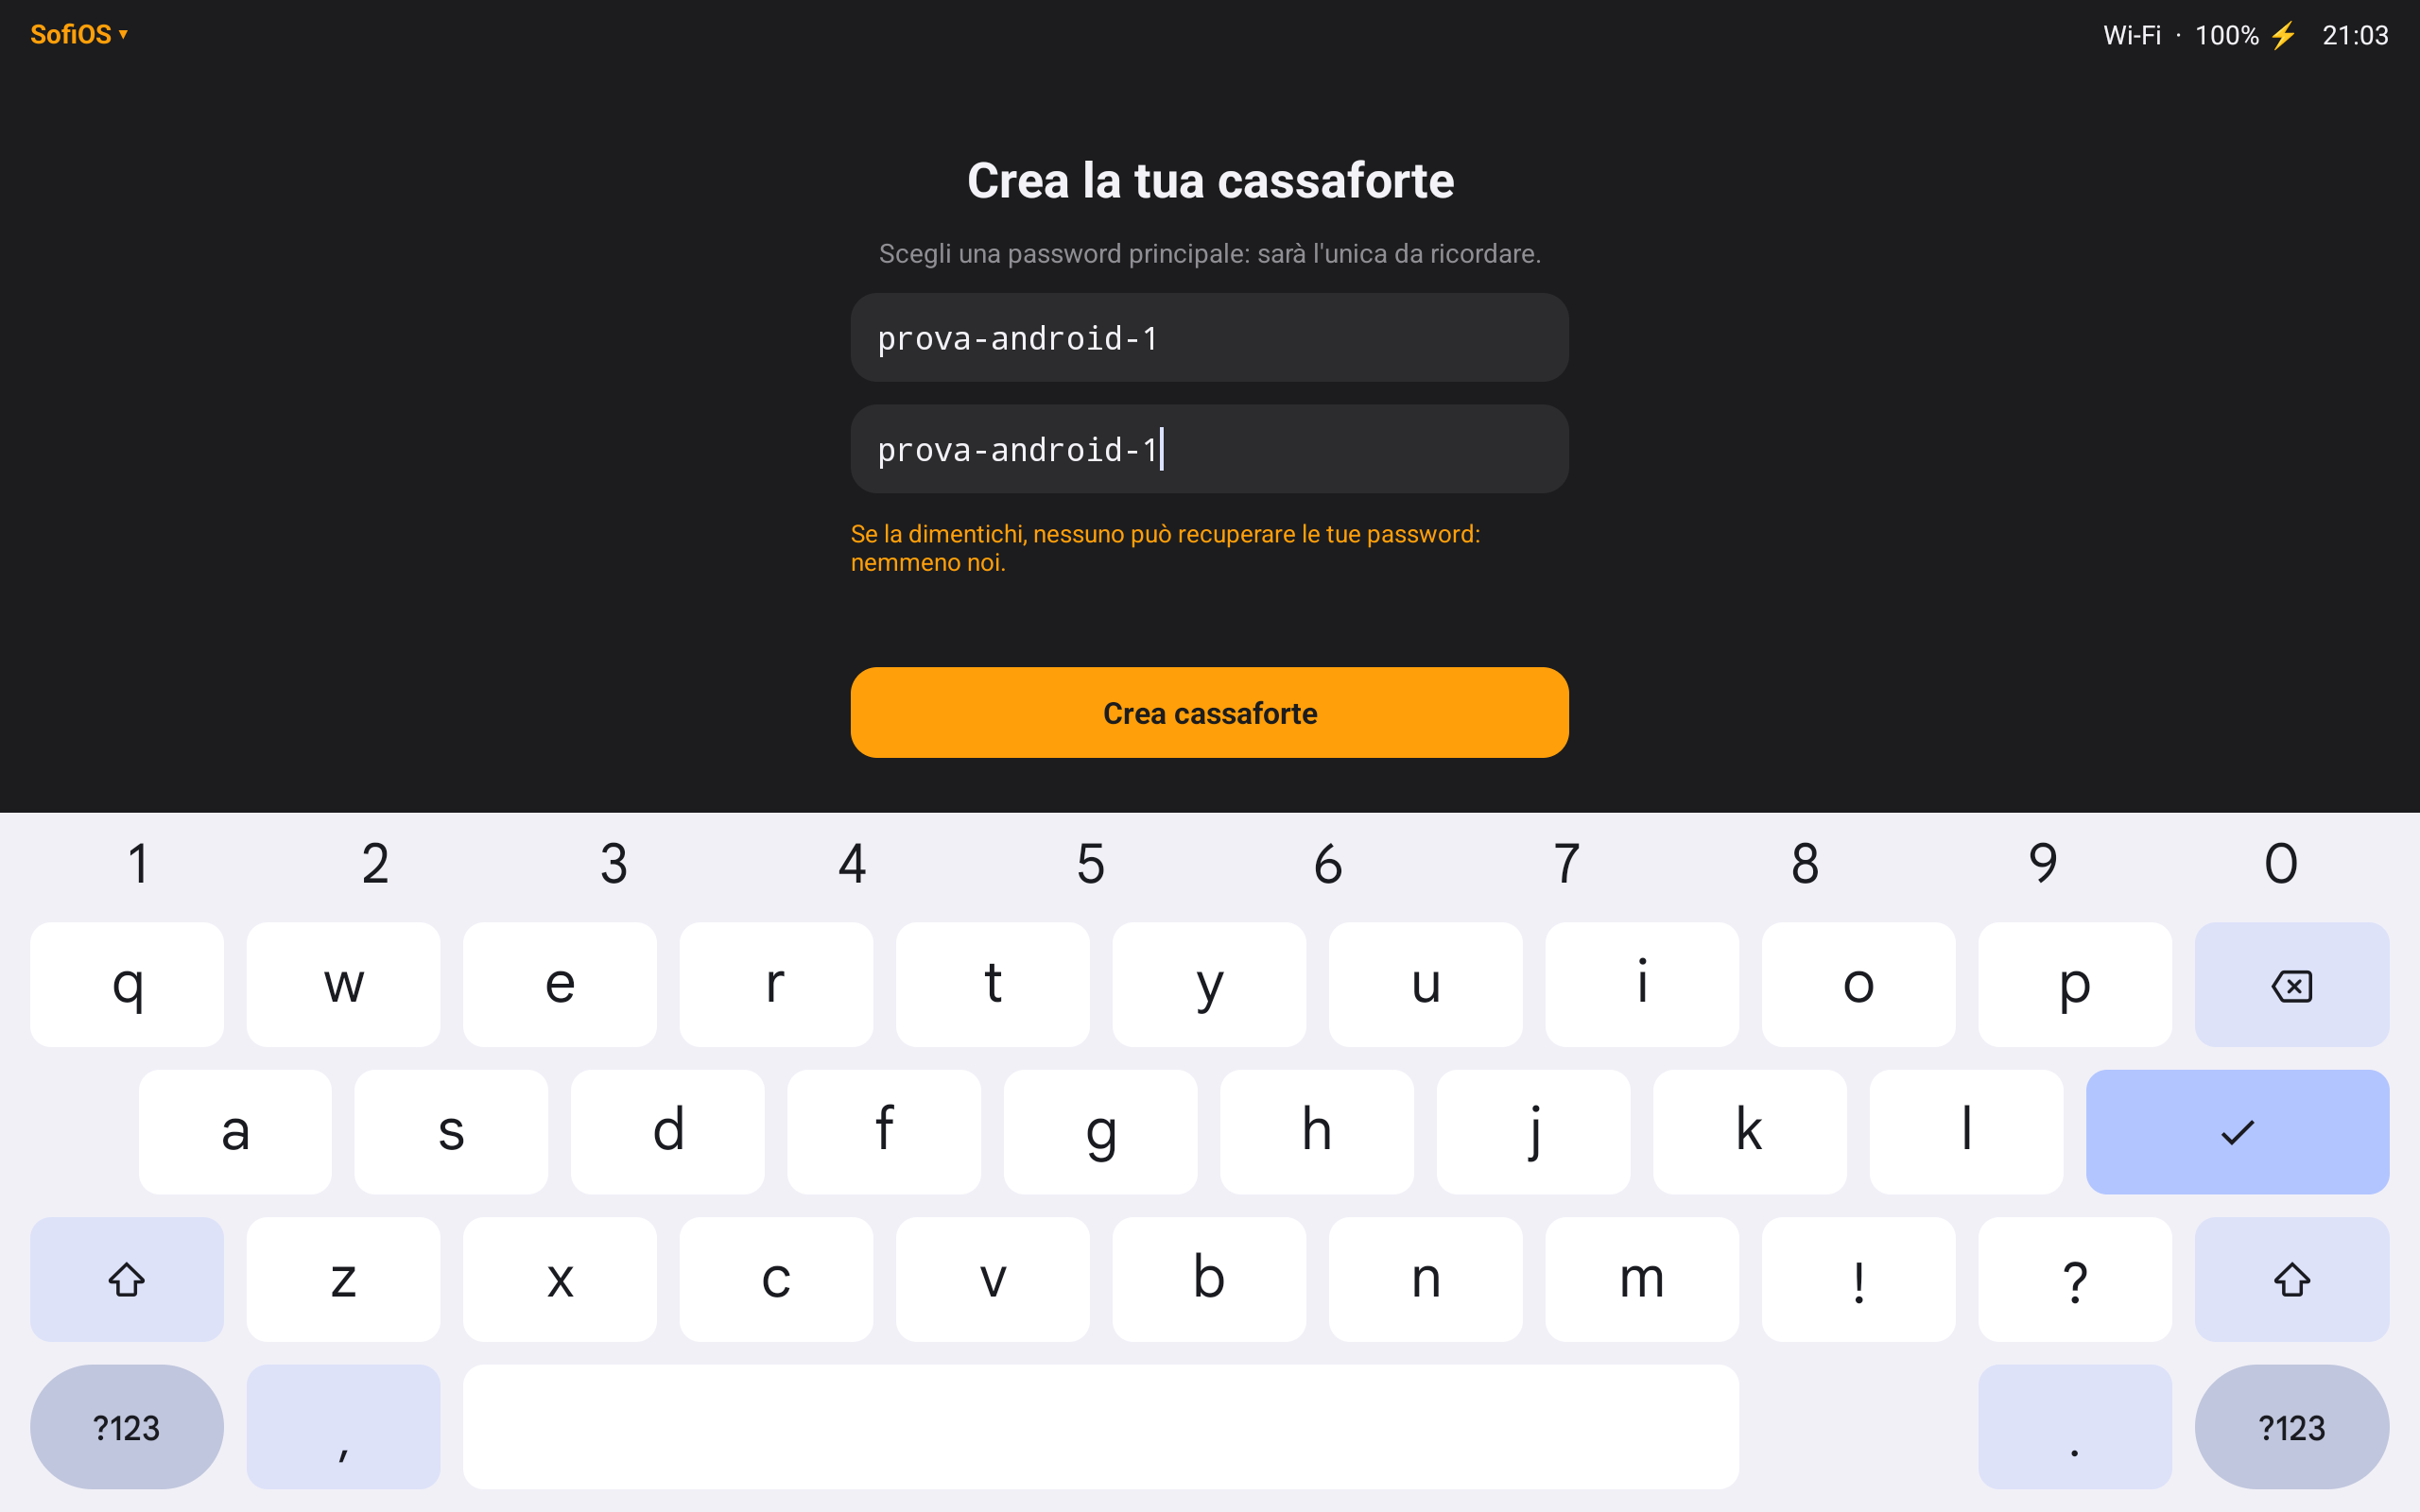 SofiOS ▾
Wi-Fi · 100% ⚡ 21:03
Crea la tua cassaforte
Scegli una password principale: sarà l'unica da ricordare.
prova-android-1
prova-android-1
Se la dimentichi, nessuno può recuperare le tue password:
nemmeno noi.
Crea cassaforte
1 2 3 4 5 6 7 8 9 0
q w e r t y u i o p
a s d f g h j k l
z x c v b n m ! ?
?123 , . ?123